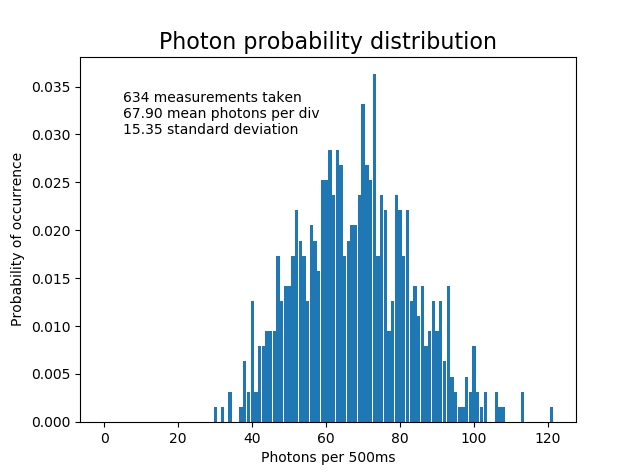 Photon probability distribution
634 measurements taken
67.90 mean photons per div
15.35 standard deviation
Probability of occurrence
0.035
0.030
0.025
0.020
0.015
0.010
0.005
0.000
0 20 40 60 80 100 120
Photons per 500ms